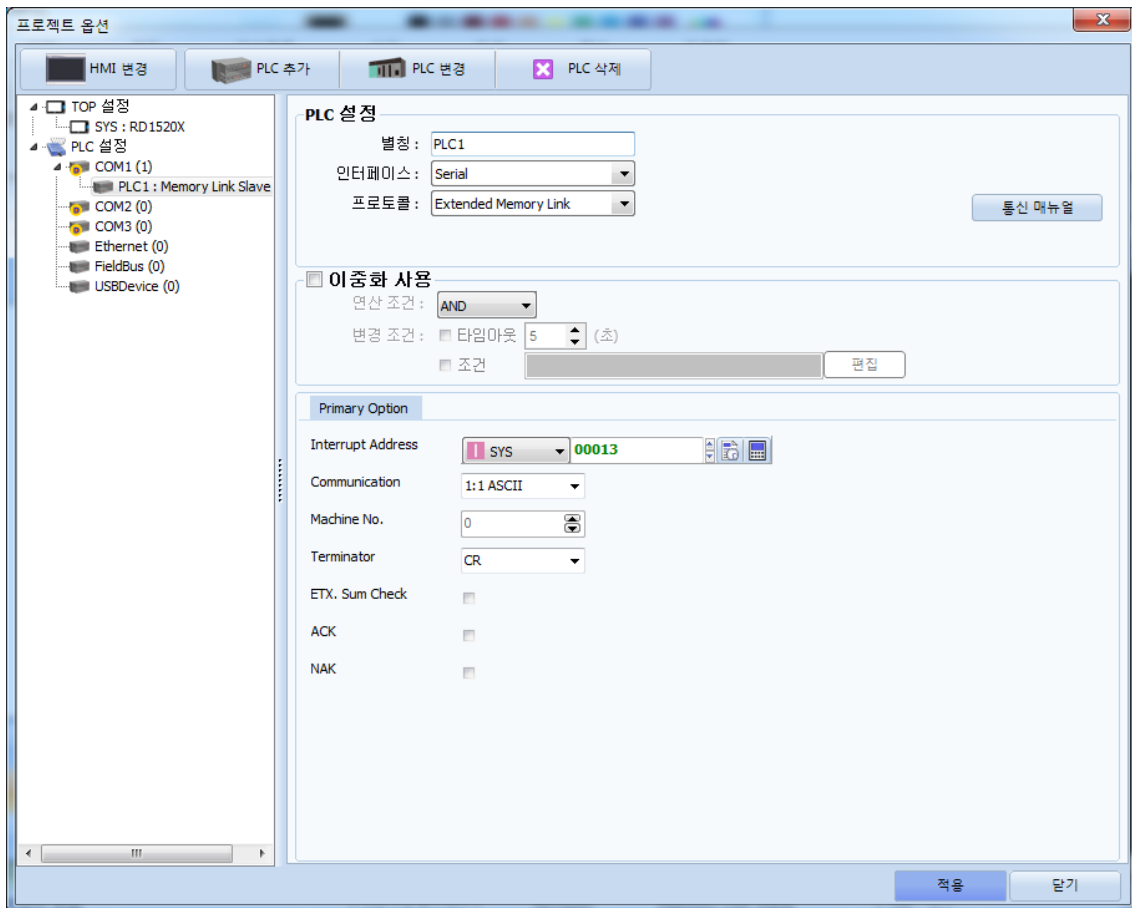 프로젝트 옵션
HMI 변경
PLC 추가
PLC 변경
PLC 삭제
TOP 설정
SYS : RD1520X
PLC 설정
COM1 (1)
PLC1 : Memory Link Slave
COM2 (0)
COM3 (0)
Ethernet (0)
FieldBus (0)
USBDevice (0)
PLC 설정
별칭 : PLC1
인터페이스 : Serial
프로토콜 : Extended Memory Link
통신 매뉴얼
이중화 사용
연산 조건 : AND
변경 조건 : 타임아웃 5 (초)
조건 편집
Primary Option
Interrupt Address I SYS 00013
Communication 1:1 ASCII
Machine No. 0
Terminator CR
ETX. Sum Check
ACK
NAK
적용
닫기